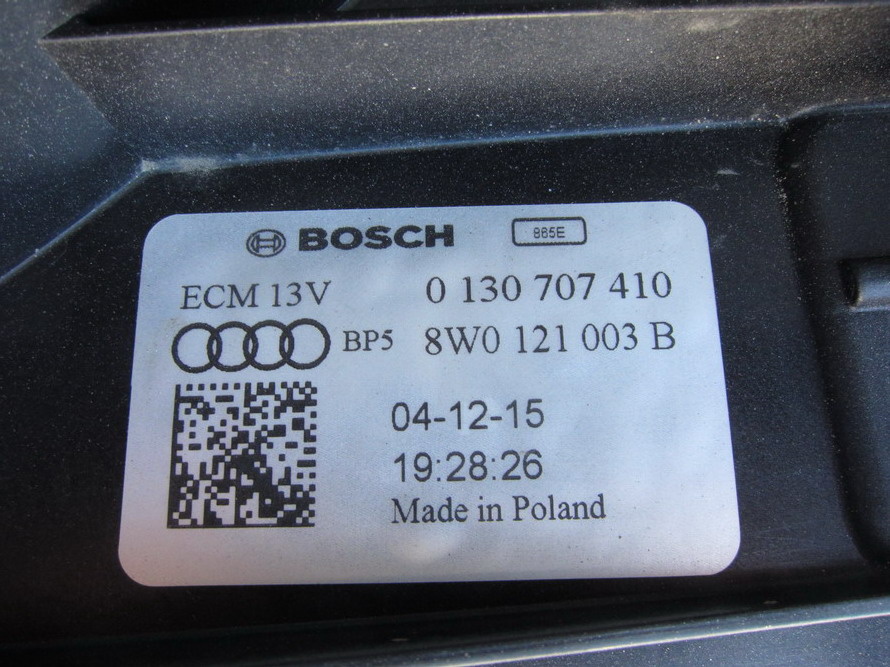 BOSCH 865E
ECM 13V 0 130 707 410
BP5 8W0 121 003 B
04-12-15
19:28:26
Made in Poland